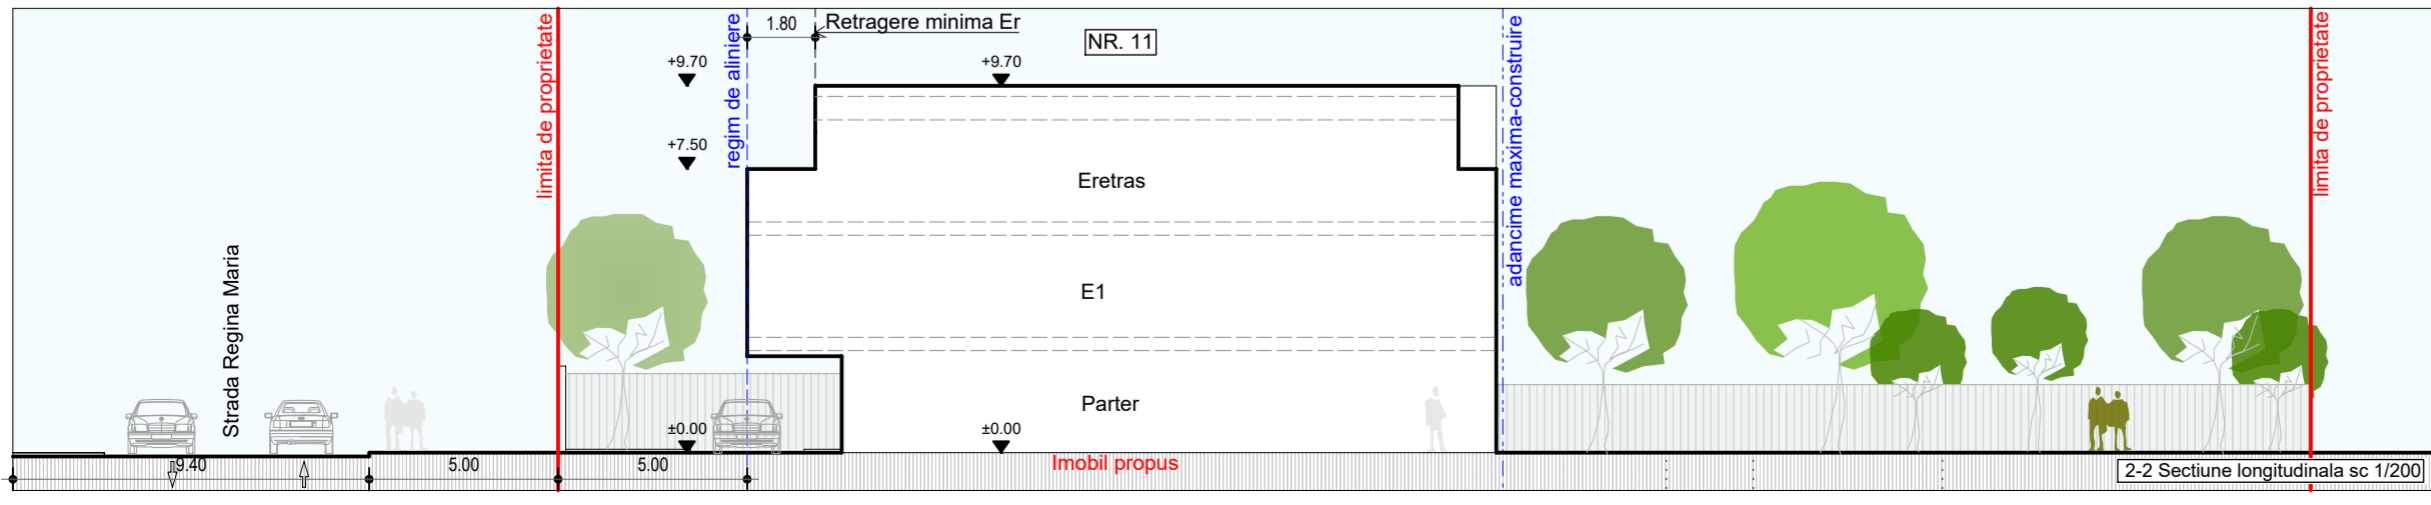 1.80
Retragere minima Er
NR. 11
+9.70
+9.70
+7.50
limita de proprietate
regim de aliniere
adancime maxima-construire
limita de proprietate
Eretras
E1
Parter
Strada Regina Maria
±0.00
±0.00
9.40
5.00
5.00
Imobil propus
2-2 Sectiune longitudinala sc 1/200